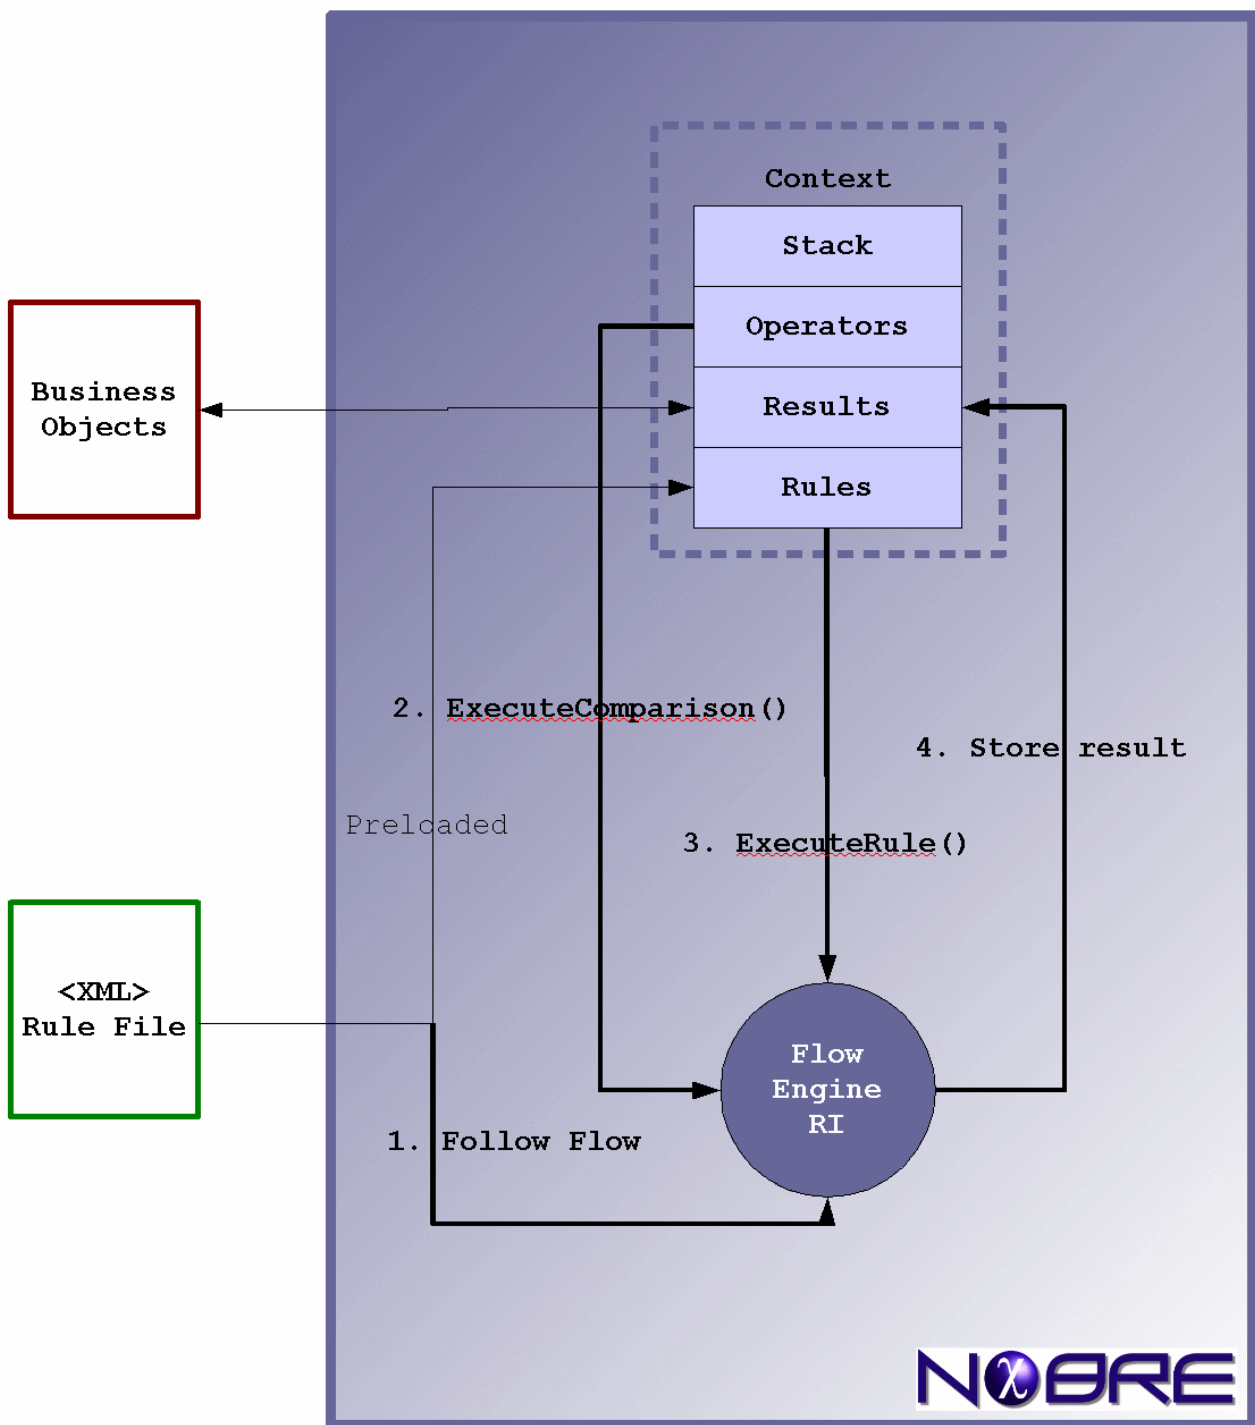 Context
Stack
Operators
Results
Rules
Business
Objects
2. ExecuteComparison()
4. Store result
Preloaded
3. ExecuteRule()
<XML>
Rule File
Flow
Engine
RI
1. Follow Flow
NχBRE